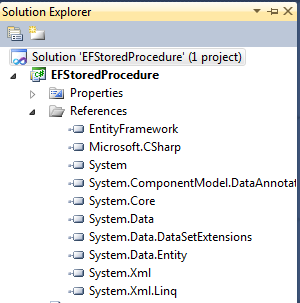 Solution Explorer
Solution 'EFStoredProcedure' (1 project)
EFStoredProcedure
Properties
References
EntityFramework
Microsoft.CSharp
System
System.ComponentModel.DataAnnotat
System.Core
System.Data
System.Data.DataSetExtensions
System.Data.Entity
System.Xml
System.Xml.Linq